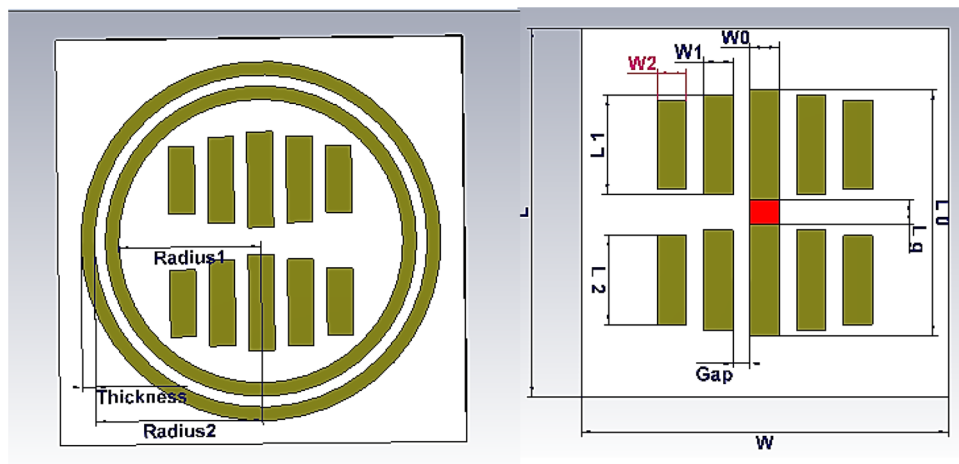 Radius1
Thickness
Radius2
W0
W1
W2
L1
L
L0
Lg
L2
Gap
W